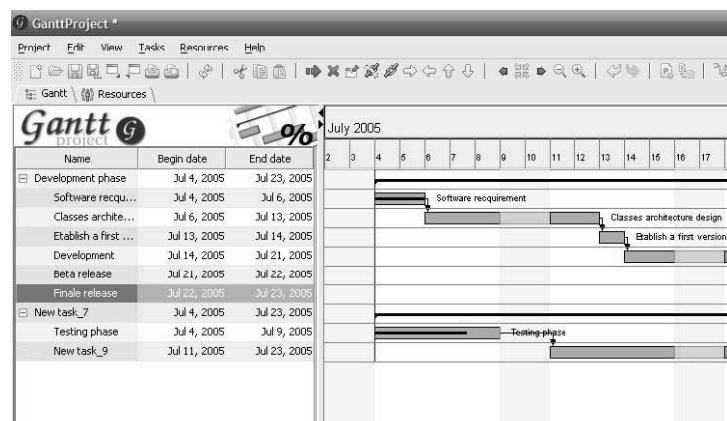 GanttProject *
Project Edit View Tasks Resources Help
Gantt Resources
Gantt
project
%
July 2005
Name Begin date End date 2 3 4 5 6 7 8 9 10 11 12 13 14 15 16 17
Development phase Jul 4, 2005 Jul 23, 2005
Software recqu... Jul 4, 2005 Jul 6, 2005 Software recquirement
Classes archite... Jul 6, 2005 Jul 13, 2005 Classes architecture design
Etablish a first ... Jul 13, 2005 Jul 14, 2005 Etablish a first version
Development Jul 14, 2005 Jul 21, 2005
Beta release Jul 21, 2005 Jul 22, 2005
Finale release Jul 22, 2005 Jul 23, 2005
New task_7 Jul 4, 2005 Jul 23, 2005
Testing phase Jul 4, 2005 Jul 9, 2005 Testing phase
New task_9 Jul 11, 2005 Jul 23, 2005